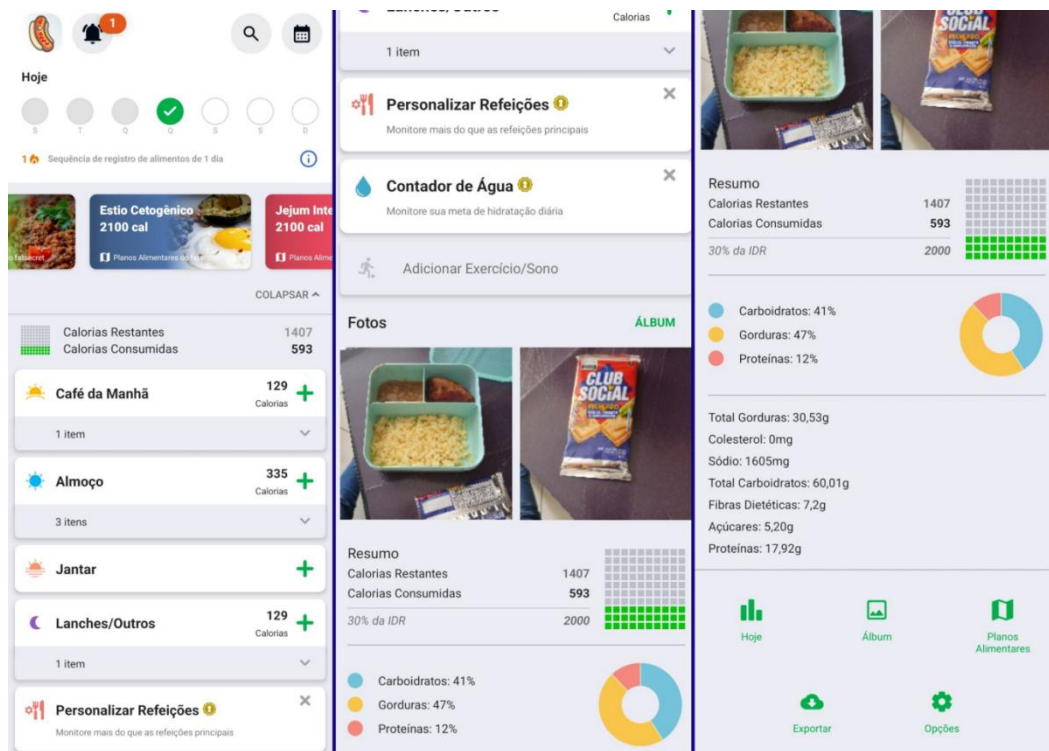 1
Hoje
S T Q Q S S D
1 Sequência de registro de alimentos de 1 dia
Estio Cetogênico
2100 cal
Planos Alimentares do fatsecret
Jejum Inte
2100 cal
Planos Alime
COLAPSAR
Calorias Restantes 1407
Calorias Consumidas 593
Café da Manhã 129
Calorias
1 item
Almoço 335
Calorias
3 itens
Jantar
Lanches/Outros 129
Calorias
1 item
Personalizar Refeições
Monitore mais do que as refeições principais
Lanches/Outros
Calorias
1 item
Personalizar Refeições
Monitore mais do que as refeições principais
Contador de Água
Monitore sua meta de hidratação diária
Adicionar Exercício/Sono
Fotos ÁLBUM
CLUB
SOCIAL
Resumo
Calorias Restantes 1407
Calorias Consumidas 593
30% da IDR 2000
Carboidratos: 41%
Gorduras: 47%
Proteínas: 12%
CLUB
SOCIAL
Resumo
Calorias Restantes 1407
Calorias Consumidas 593
30% da IDR 2000
Carboidratos: 41%
Gorduras: 47%
Proteínas: 12%
Total Gorduras: 30,53g
Colesterol: 0mg
Sódio: 1605mg
Total Carboidratos: 60,01g
Fibras Dietéticas: 7,2g
Açúcares: 5,20g
Proteínas: 17,92g
Hoje
Álbum
Planos
Alimentares
Exportar
Opções